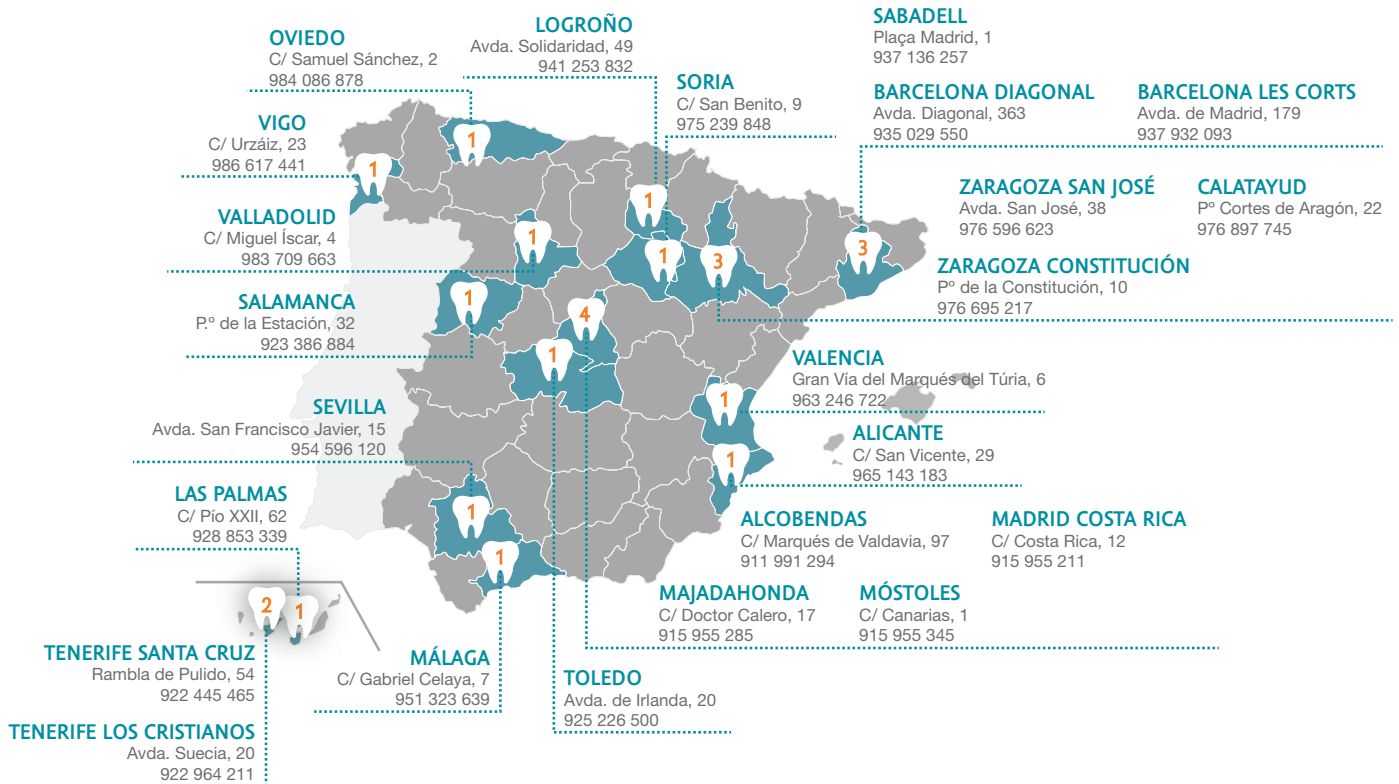 OVIEDO
C/ Samuel Sánchez, 2
984 086 878
LOGROÑO
Avda. Solidaridad, 49
941 253 832
SORIA
C/ San Benito, 9
975 239 848
SABADELL
Plaça Madrid, 1
937 136 257
BARCELONA DIAGONAL
Avda. Diagonal, 363
935 029 550
BARCELONA LES CORTS
Avda. de Madrid, 179
937 932 093
VIGO
C/ Urzáiz, 23
986 617 441
ZARAGOZA SAN JOSÉ
Avda. San José, 38
976 596 623
CALATAYUD
Pº Cortes de Aragón, 22
976 897 745
VALLADOLID
C/ Miguel Íscar, 4
983 709 663
ZARAGOZA CONSTITUCIÓN
Pº de la Constitución, 10
976 695 217
SALAMANCA
P.º de la Estación, 32
923 386 884
VALENCIA
Gran Vía del Marqués del Túria, 6
963 246 722
SEVILLA
Avda. San Francisco Javier, 15
954 596 120
ALICANTE
C/ San Vicente, 29
965 143 183
LAS PALMAS
C/ Pío XXII, 62
928 853 339
ALCOBENDAS
C/ Marqués de Valdavia, 97
911 991 294
MADRID COSTA RICA
C/ Costa Rica, 12
915 955 211
MAJADAHONDA
C/ Doctor Calero, 17
915 955 285
MÓSTOLES
C/ Canarias, 1
915 955 345
TENERIFE SANTA CRUZ
Rambla de Pulido, 54
922 445 465
MÁLAGA
C/ Gabriel Celaya, 7
951 323 639
TOLEDO
Avda. de Irlanda, 20
925 226 500
TENERIFE LOS CRISTIANOS
Avda. Suecia, 20
922 964 211
1
1
1
1
1
3
3
1
4
1
1
1
1
1
2
1